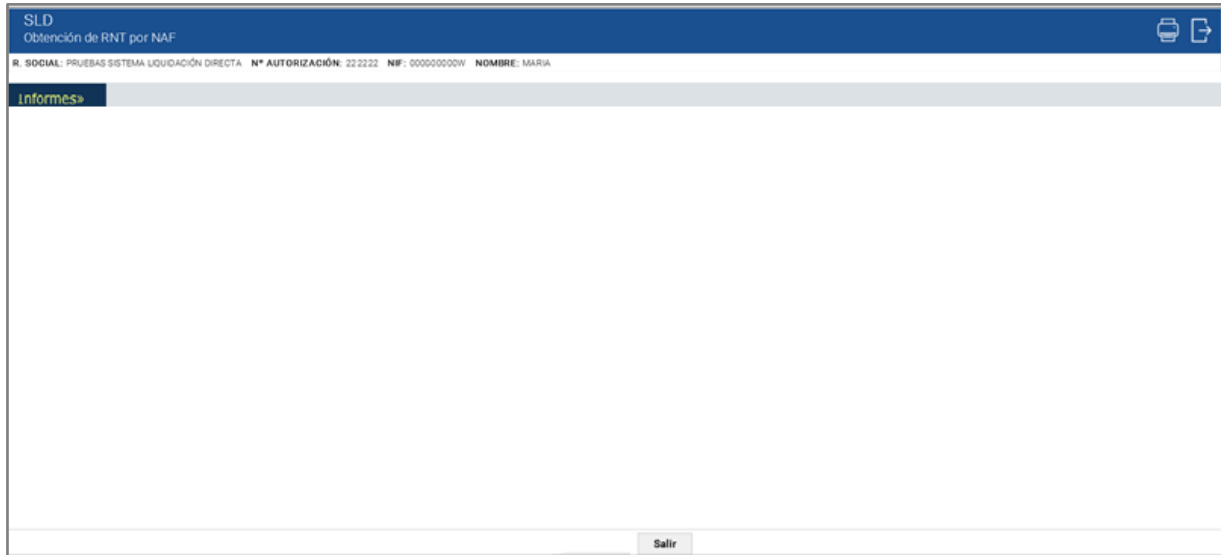 SLD
Obtención de RNT por NAF
R. SOCIAL: PRUEBAS SISTEMA LIQUIDACIÓN DIRECTA Nº AUTORIZACIÓN: 222222 NIF: 000000000W NOMBRE: MARIA
Informes»
Salir